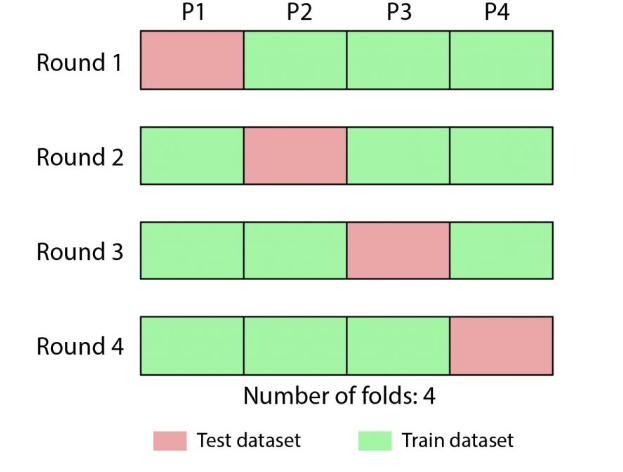 P1 P2 P3 P4
Round 1
Round 2
Round 3
Round 4
Number of folds: 4
Test dataset Train dataset